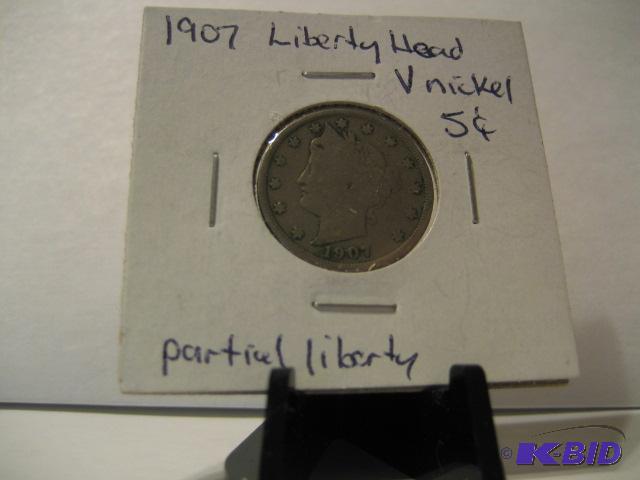 1907 Liberty Head
V nickel
5¢
1907
partial liberty
© K-BID